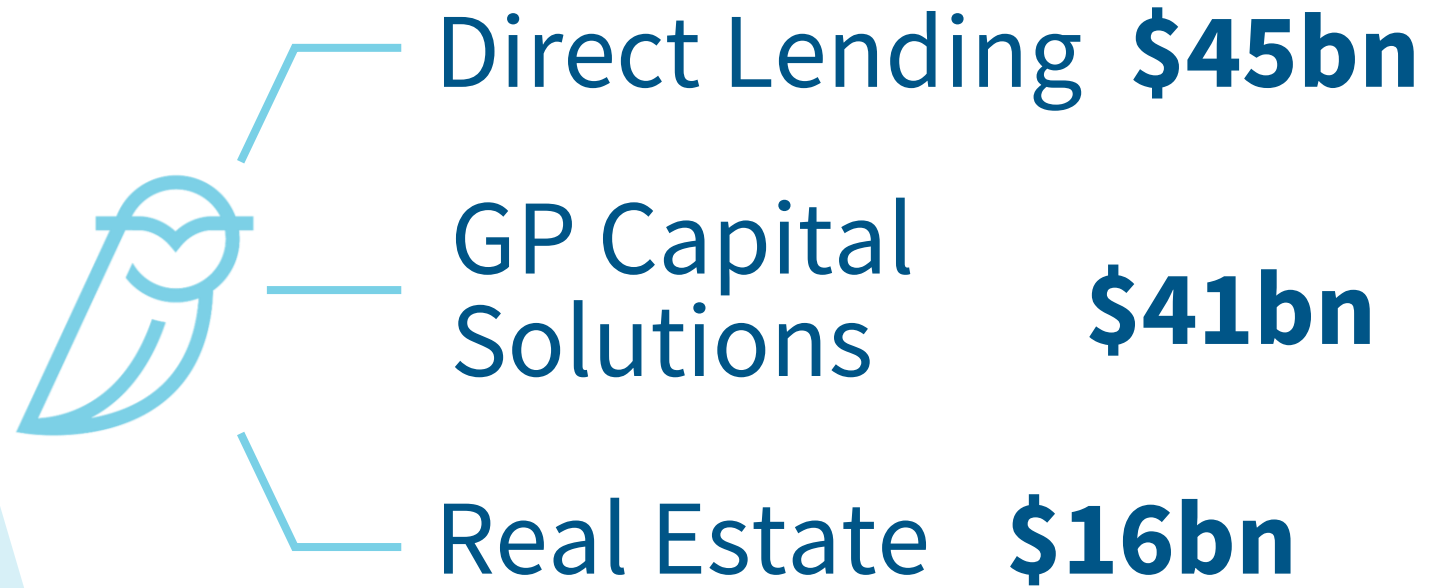 Direct Lending $45bn
GP Capital
Solutions
$41bn
Real Estate $16bn